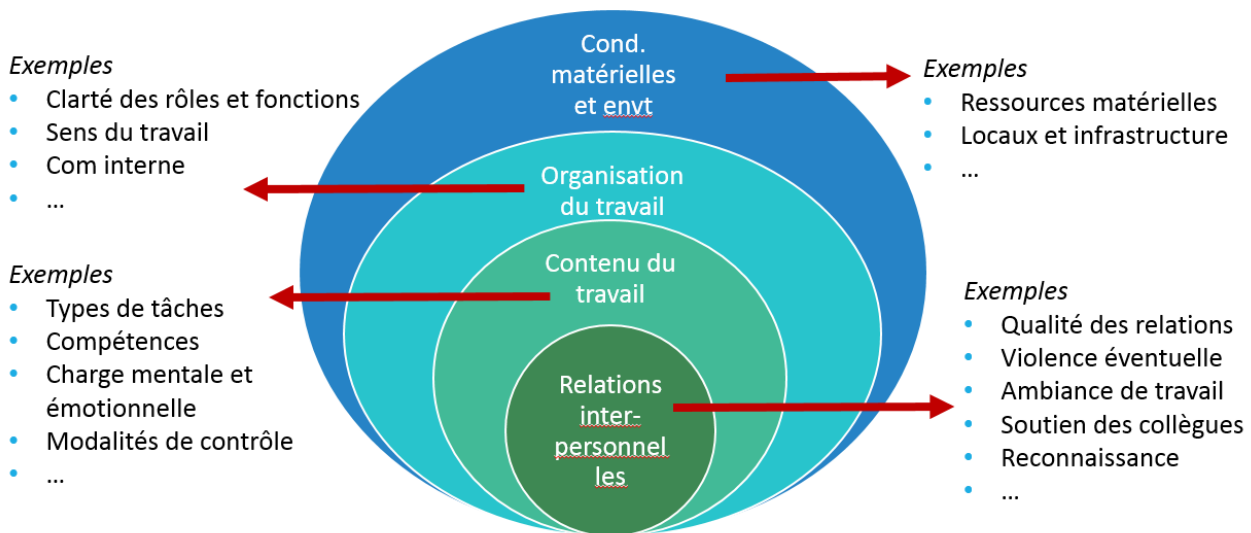 Cond.
matérielles
et envt
Exemples
• Clarté des rôles et fonctions
• Sens du travail
• Com interne
• ...
Exemples
• Ressources matérielles
• Locaux et infrastructure
• ...
Organisation
du travail
Contenu du
travail
Exemples
• Types de tâches
• Compétences
• Charge mentale et
émotionnelle
• Modalités de contrôle
• ...
Exemples
• Qualité des relations
• Violence éventuelle
• Ambiance de travail
• Soutien des collègues
• Reconnaissance
• ...
Relations
inter-
personnel
les